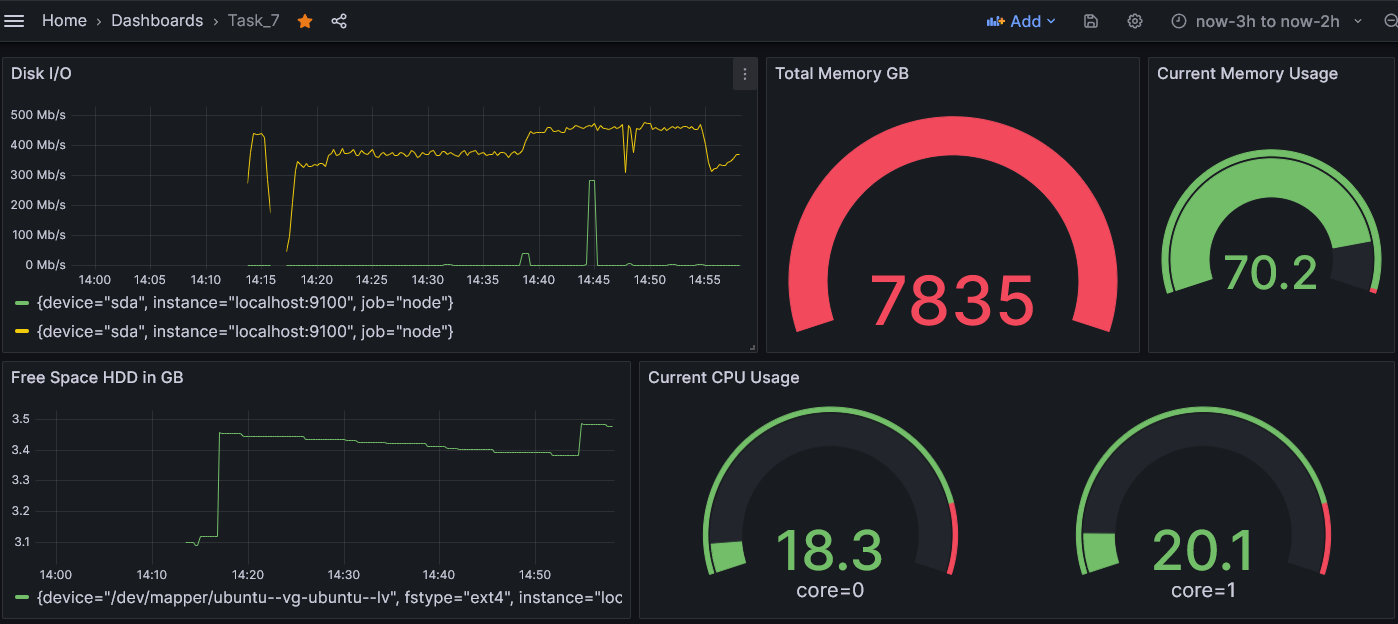 Home › Dashboards › Task_7
Add
now-3h to now-2h
Disk I/O
500 Mb/s
400 Mb/s
300 Mb/s
200 Mb/s
100 Mb/s
0 Mb/s
14:00 14:05 14:10 14:15 14:20 14:25 14:30 14:35 14:40 14:45 14:50 14:55
{device="sda", instance="localhost:9100", job="node"}
{device="sda", instance="localhost:9100", job="node"}
Total Memory GB
7835
Current Memory Usage
70.2
Free Space HDD in GB
3.5
3.4
3.3
3.2
3.1
14:00 14:10 14:20 14:30 14:40 14:50
{device="/dev/mapper/ubuntu--vg-ubuntu--lv", fstype="ext4", instance="loc
Current CPU Usage
18.3
core=0
20.1
core=1